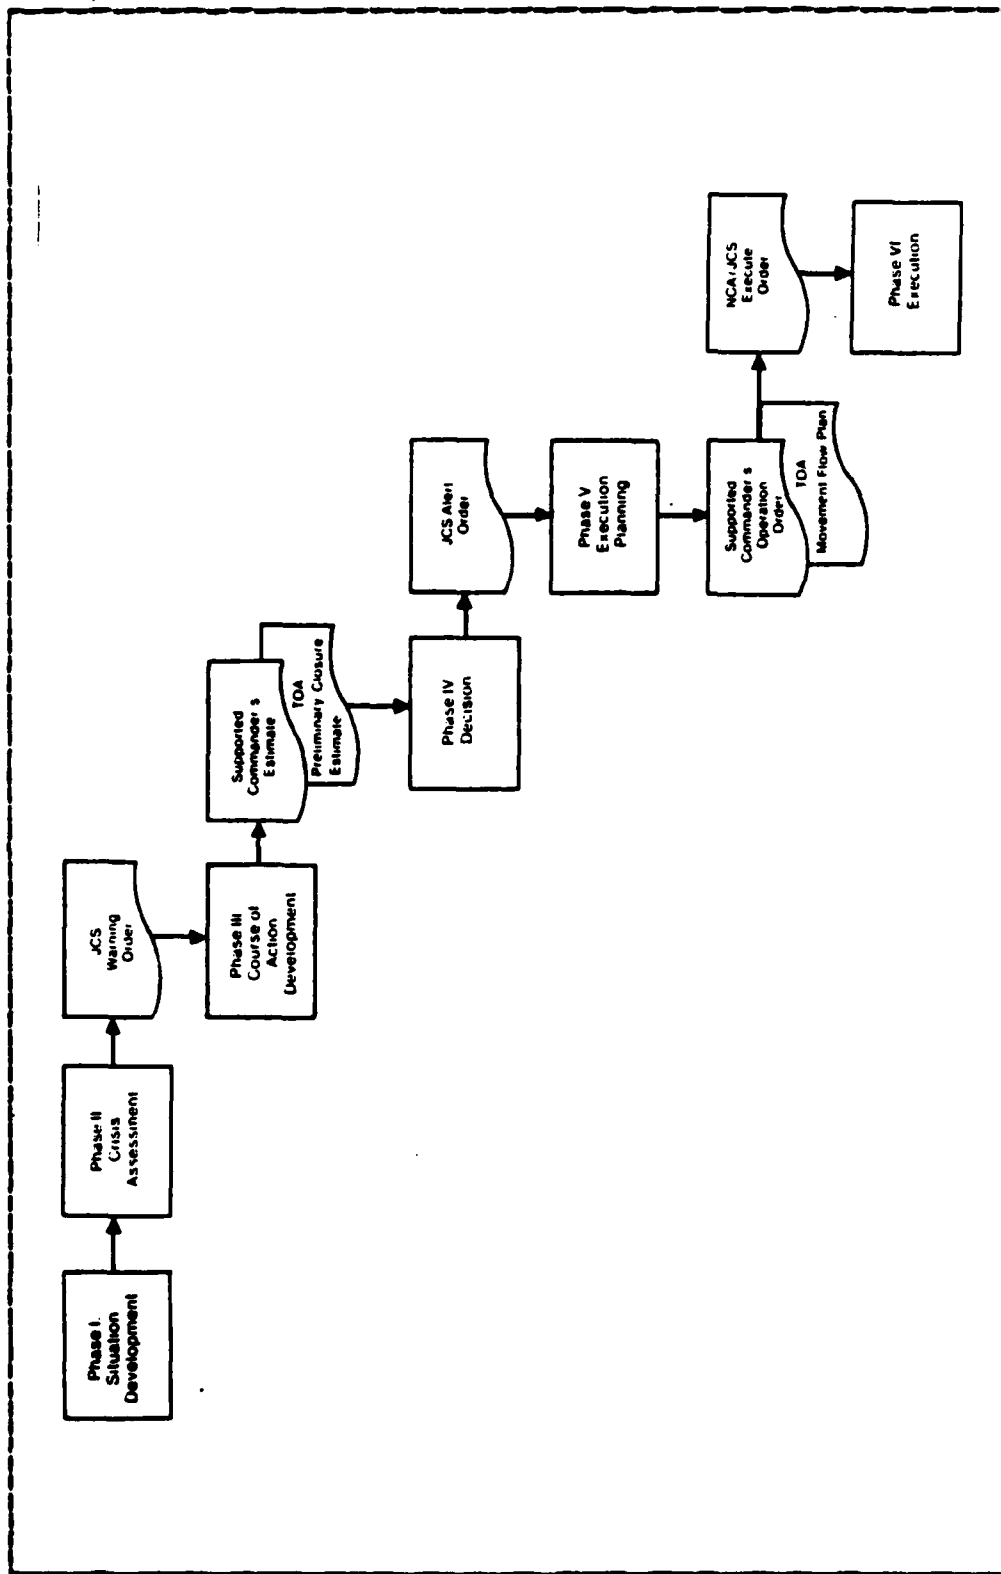 Phase I.
Situation
Development
Phase II
Crisis
Assessment
JCS
Warning
Order
Phase III
Course of
Action
Development
Supported
Commander s
Estimate
TOA
Preliminary Closure
Estimate
Phase IV
Decision
JCS Alert
Order
Phase V
Execution
Planning
Supported
Commander s
Operation
Order
TOA
Movement Flow Plan
NCA/JCS
Execute
Order
Phase VI
Execution